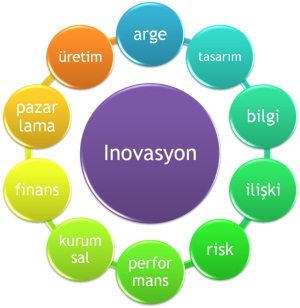 arge
tasarım
bilgi
ilişki
risk
perfor
mans
kurum
sal
finans
pazar
lama
üretim
Inovasyon